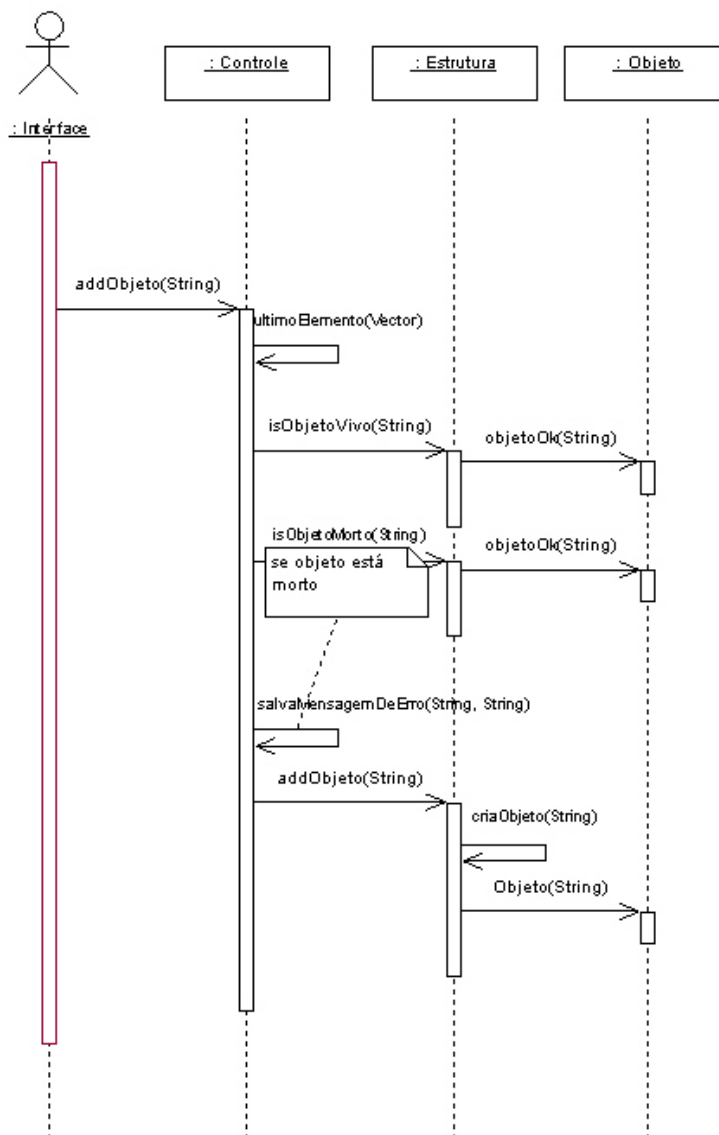 : Controle
: Estrutura
: Objeto
: Interface
addObjeto(String)
ultimoElemento(Vector)
isObjetoVivo(String)
objetoOk(String)
isObjetoMorto(String)
objetoOk(String)
se objeto está
morto
salvaMensagemDeErro(String, String)
addObjeto(String)
criaObjeto(String)
Objeto(String)